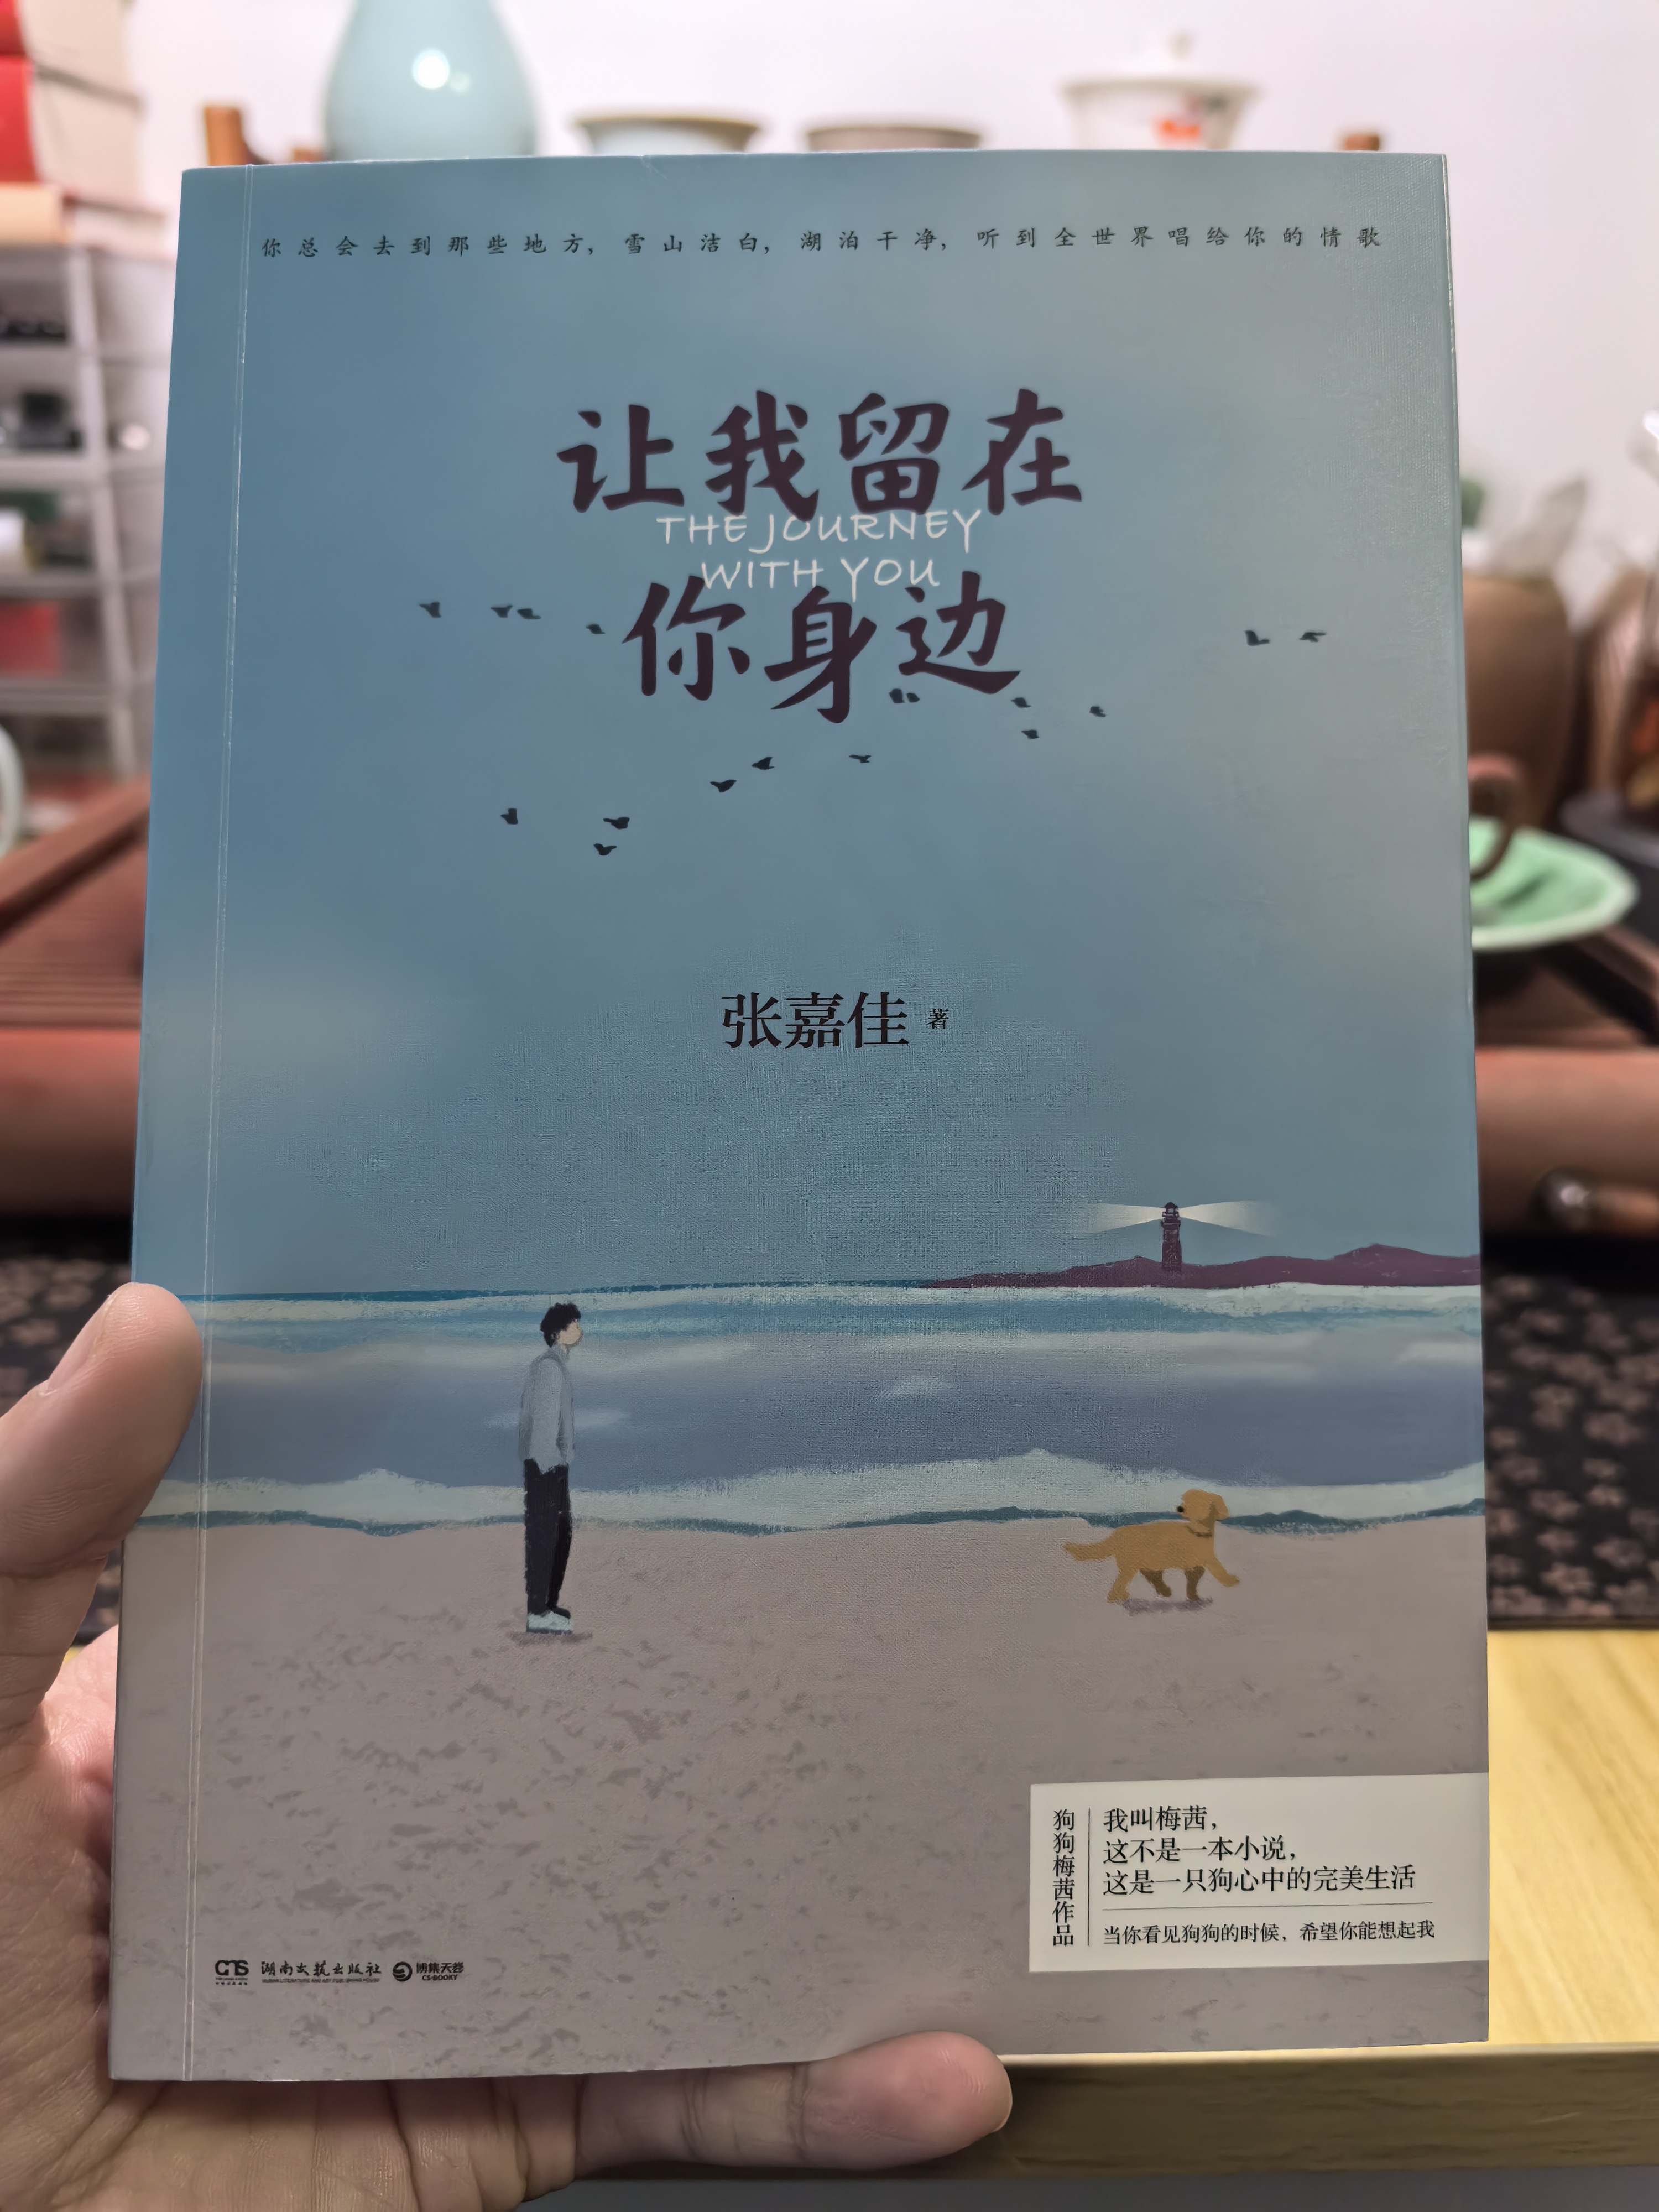 你总会去到那些地方, 雪山洁白, 湖泊干净, 听到全世界唱给你的情歌
让我留在
THE JOURNEY
WITH YOU
你身边
张嘉佳 著
狗狗梅茜作品
我叫梅茜,
这不是一本小说,
这是一只狗心中的完美生活
当你看见狗狗的时候, 希望你能想起我
湖南文艺出版社
博集天卷
CS-BOOKY